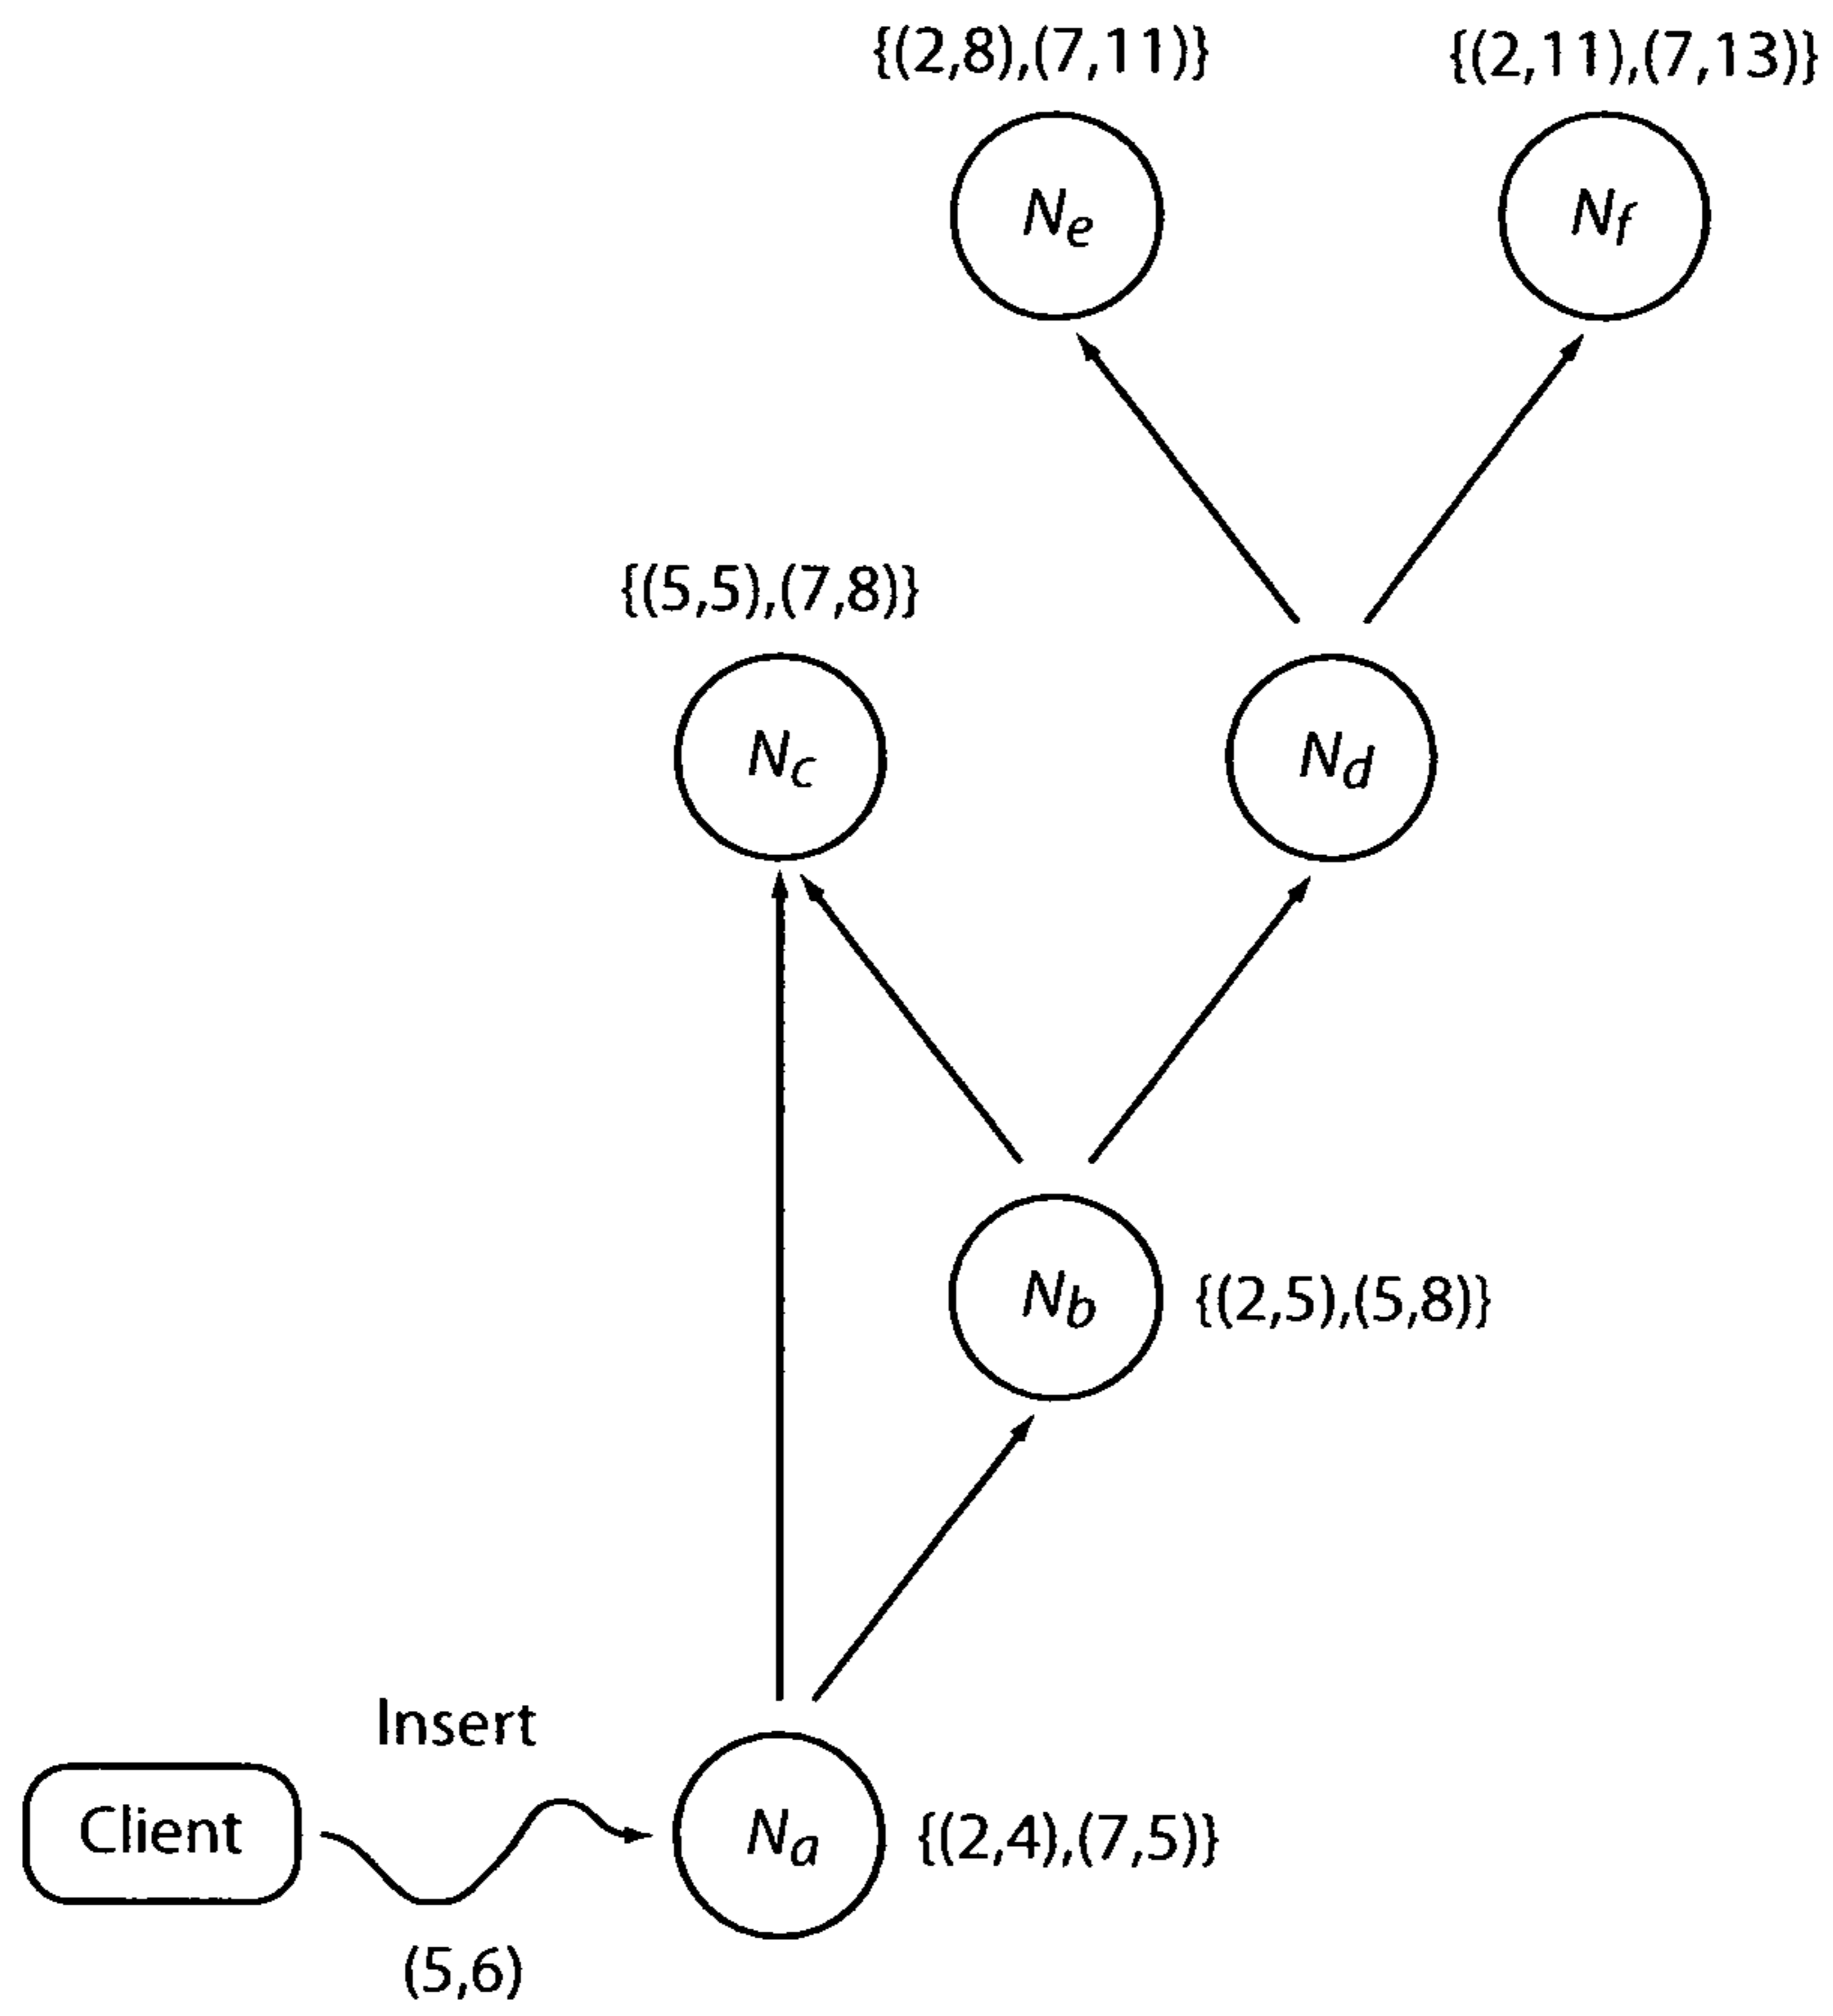 {(2,8),(7,11)} {(2,11),(7,13)}
Ne Nf
{(5,5),(7,8)}
Nc Nd
Nb {(2,5),(5,8)}
Insert
Client Na {(2,4),(7,5)}
(5,6)